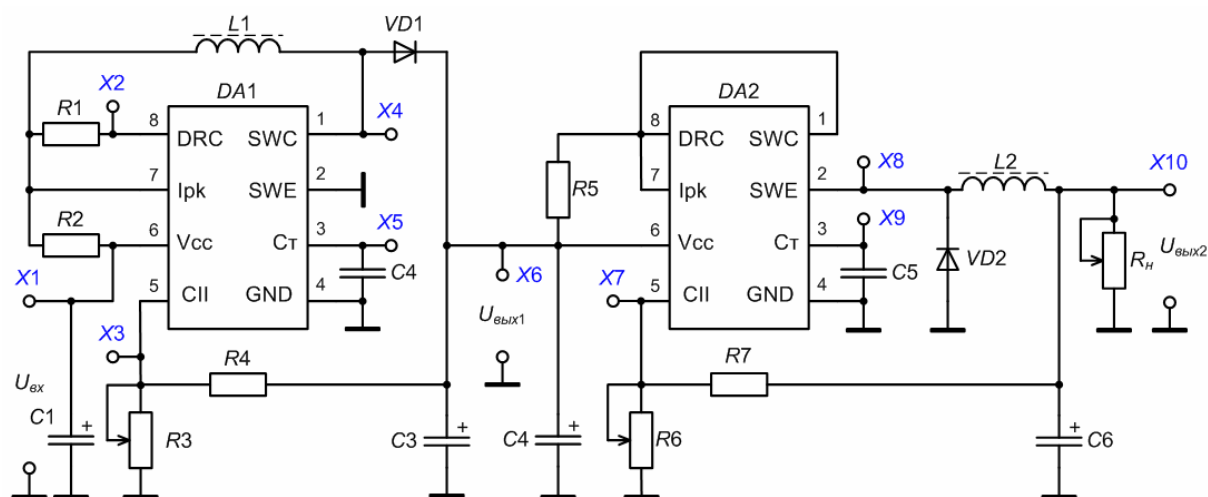 L1
VD1
X2
DA1
DA2
R1
8
DRC
SWC
1
X4
8
DRC
SWC
1
R5
7
Ipk
SWE
2
7
Ipk
SWE
2
X8
L2
X10
R2
6
Vcc
CT
3
X5
6
Vcc
CT
3
X9
X1
5
CII
GND
4
C4
X6
X7
5
CII
GND
4
C5
VD2
Rн
Uвых2
X3
Uвых1
R4
R7
Uвх
C1
+
R3
C3
+
C4
+
R6
C6
+